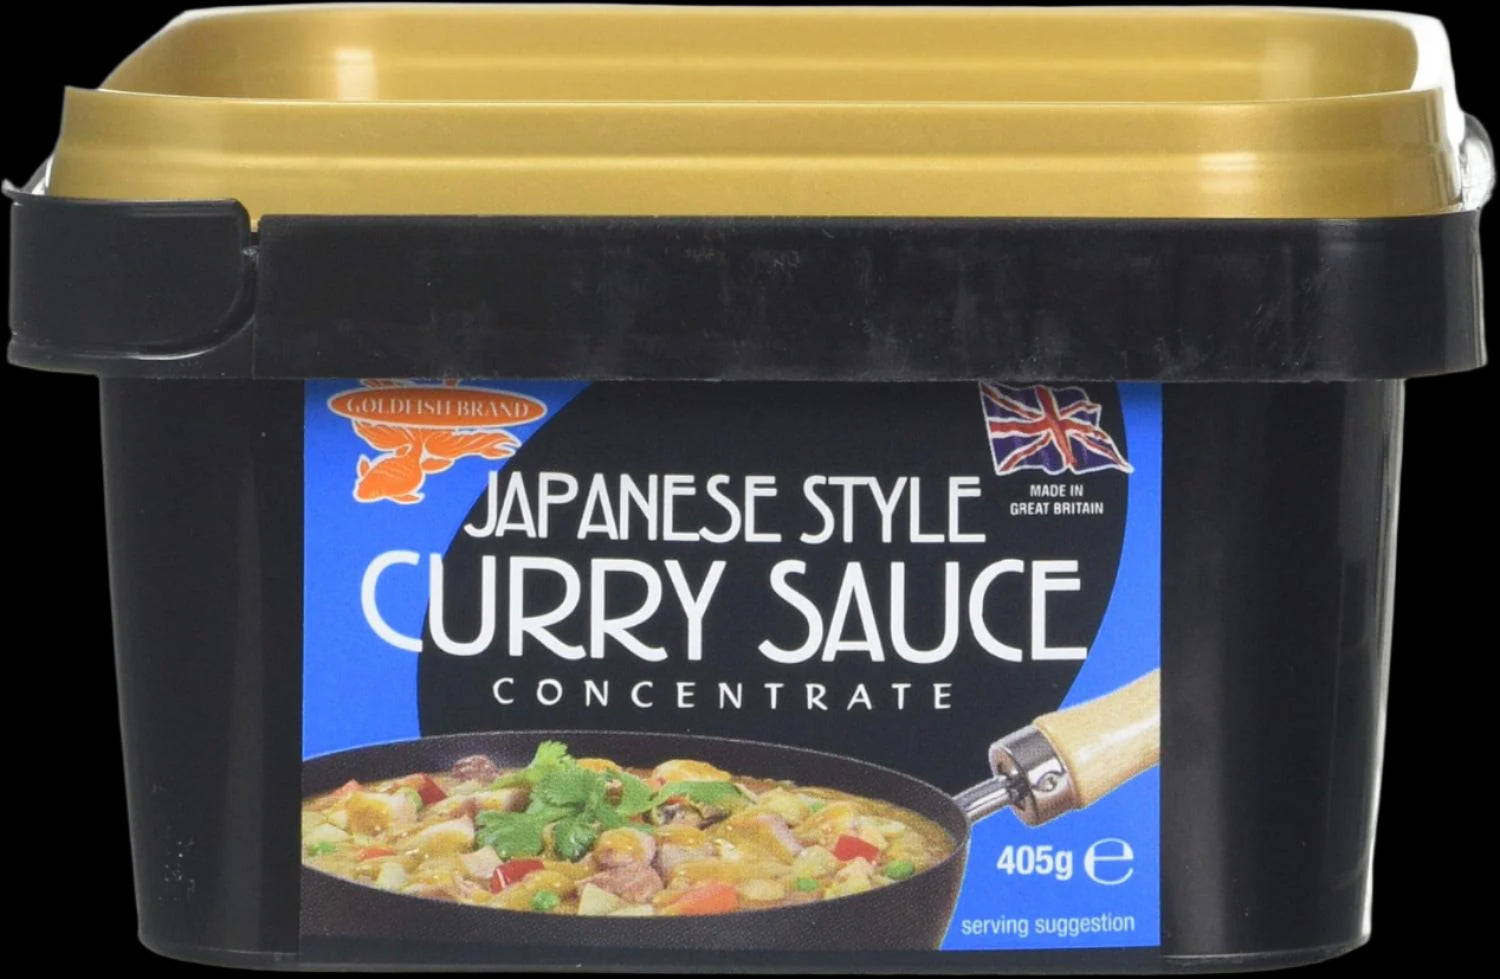 GOLDFISH BRAND
JAPANESE STYLE
CURRY SAUCE
CONCENTRATE
MADE IN
GREAT BRITAIN
405g ℮
serving suggestion